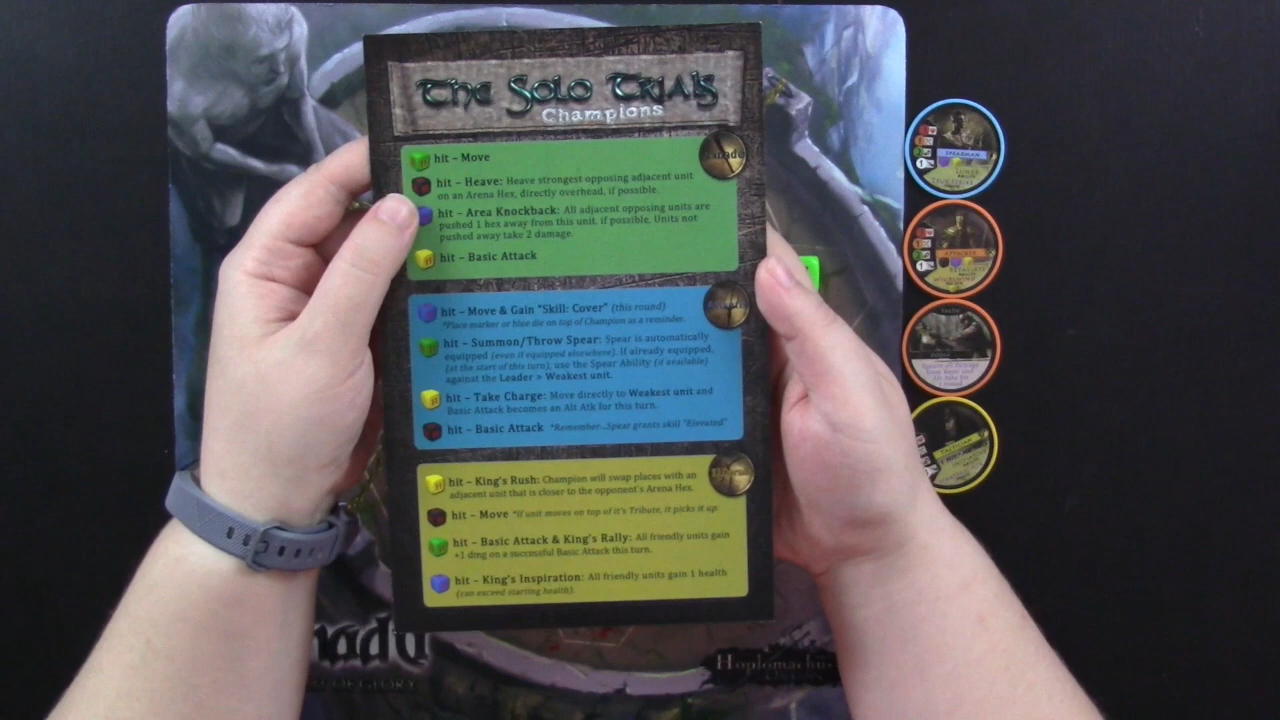 The Solo Trials
Champions
hit – Move
hit – Heave: Heave strongest opposing adjacent unit
on an Arena Hex, directly overhead, if possible.
hit – Area Knockback: All adjacent opposing units are
pushed 1 hex away from this unit, if possible. Units not
pushed away take 2 damage.
hit – Basic Attack
hit – Move & Gain "Skill: Cover" (this round)
*Place marker or blue die on top of Champion as a reminder.
hit – Summon/Throw Spear: Spear is automatically
equipped (even if equipped elsewhere). If already equipped,
(at the start of this turn), use the Spear Ability (if available)
against the Leader > Weakest unit.
hit – Take Charge: Move directly to Weakest unit and
Basic Attack becomes an Alt Atk for this turn.
hit – Basic Attack *Remember...Spear grants skill "Elevated"
hit – King's Rush: Champion will swap places with an
adjacent unit that is closer to the opponent's Arena Hex.
hit – Move *If unit moves on top of it's Tribute, it picks it up.
hit – Basic Attack & King's Rally: All friendly units gain
+1 dmg on a successful Basic Attack this turn.
hit – King's Inspiration: All friendly units gain 1 health
(can exceed starting health).
SPEARMAN
LUNGE
ATTACKER
Hoplomachus
OF GLORY